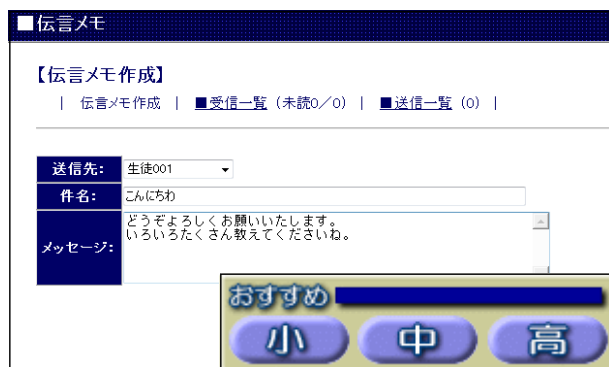 ■伝言メモ
【伝言メモ作成】
| 伝言メモ作成 | ■受信一覧 (未読0/0) | ■送信一覧 (0) |
送信先: 生徒001
件名: こんにちわ
メッセージ: どうぞよろしくお願いいたします。
いろいろたくさん教えてくださいね。
おすすめ
小 中 高